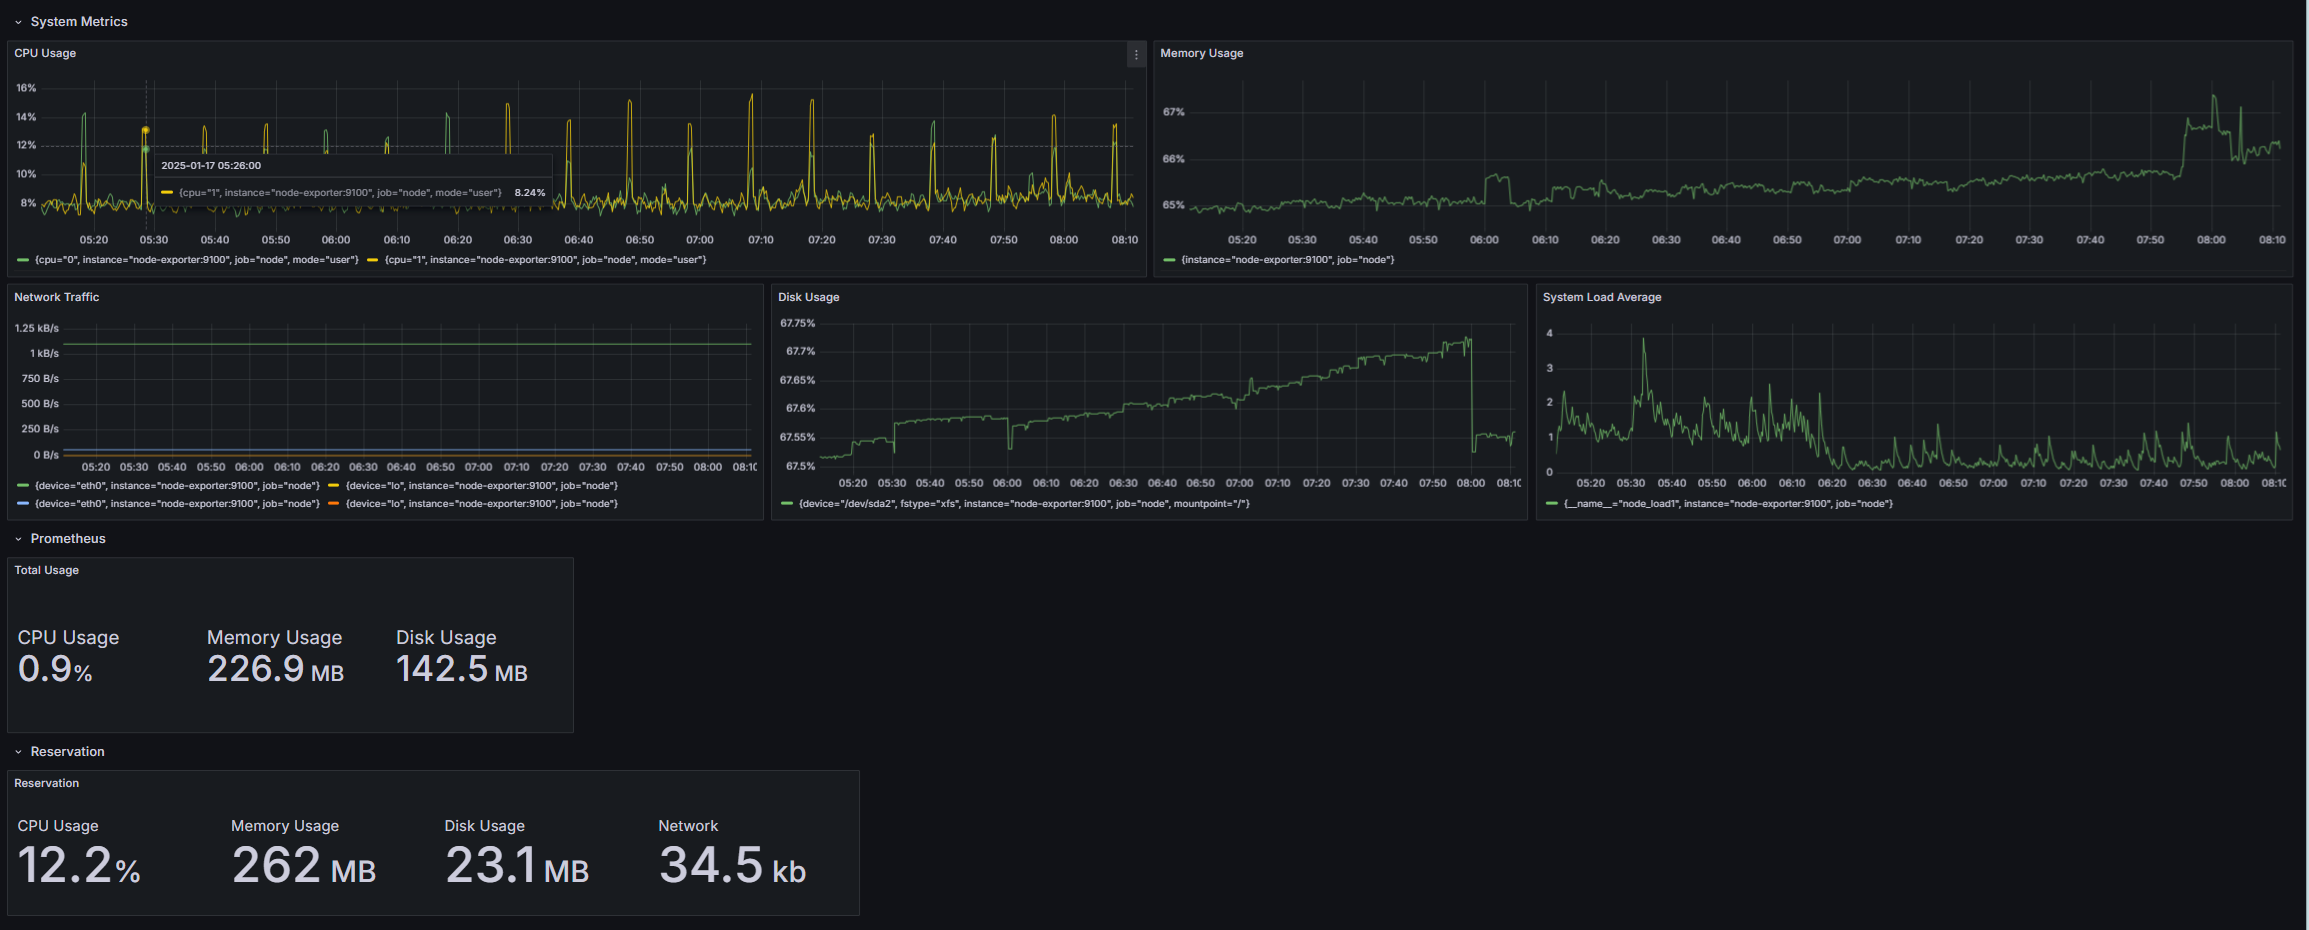 System Metrics
CPU Usage
16%
14%
12%
10%
8%
2025-01-17 05:26:00
{cpu="1", instance="node-exporter:9100", job="node", mode="user"} 8.24%
05:20 05:30 05:40 05:50 06:00 06:10 06:20 06:30 06:40 06:50 07:00 07:10 07:20 07:30 07:40 07:50 08:00 08:10
{cpu="0", instance="node-exporter:9100", job="node", mode="user"} {cpu="1", instance="node-exporter:9100", job="node", mode="user"}
Memory Usage
67%
66%
65%
05:20 05:30 05:40 05:50 06:00 06:10 06:20 06:30 06:40 06:50 07:00 07:10 07:20 07:30 07:40 07:50 08:00 08:10
{instance="node-exporter:9100", job="node"}
Network Traffic
1.25 kB/s
1 kB/s
750 B/s
500 B/s
250 B/s
0 B/s
05:20 05:30 05:40 05:50 06:00 06:10 06:20 06:30 06:40 06:50 07:00 07:10 07:20 07:30 07:40 07:50 08:00 08:10
{device="eth0", instance="node-exporter:9100", job="node"} {device="lo", instance="node-exporter:9100", job="node"}
{device="eth0", instance="node-exporter:9100", job="node"} {device="lo", instance="node-exporter:9100", job="node"}
Disk Usage
67.75%
67.7%
67.65%
67.6%
67.55%
67.5%
05:20 05:30 05:40 05:50 06:00 06:10 06:20 06:30 06:40 06:50 07:00 07:10 07:20 07:30 07:40 07:50 08:00 08:10
{device="/dev/sda2", fstype="xfs", instance="node-exporter:9100", job="node", mountpoint="/"}
System Load Average
4
3
2
1
0
05:20 05:30 05:40 05:50 06:00 06:10 06:20 06:30 06:40 06:50 07:00 07:10 07:20 07:30 07:40 07:50 08:00 08:10
{__name__="node_load1", instance="node-exporter:9100", job="node"}
Prometheus
Total Usage
CPU Usage Memory Usage Disk Usage
0.9% 226.9 MB 142.5 MB
Reservation
Reservation
CPU Usage Memory Usage Disk Usage Network
12.2% 262 MB 23.1 MB 34.5 kb